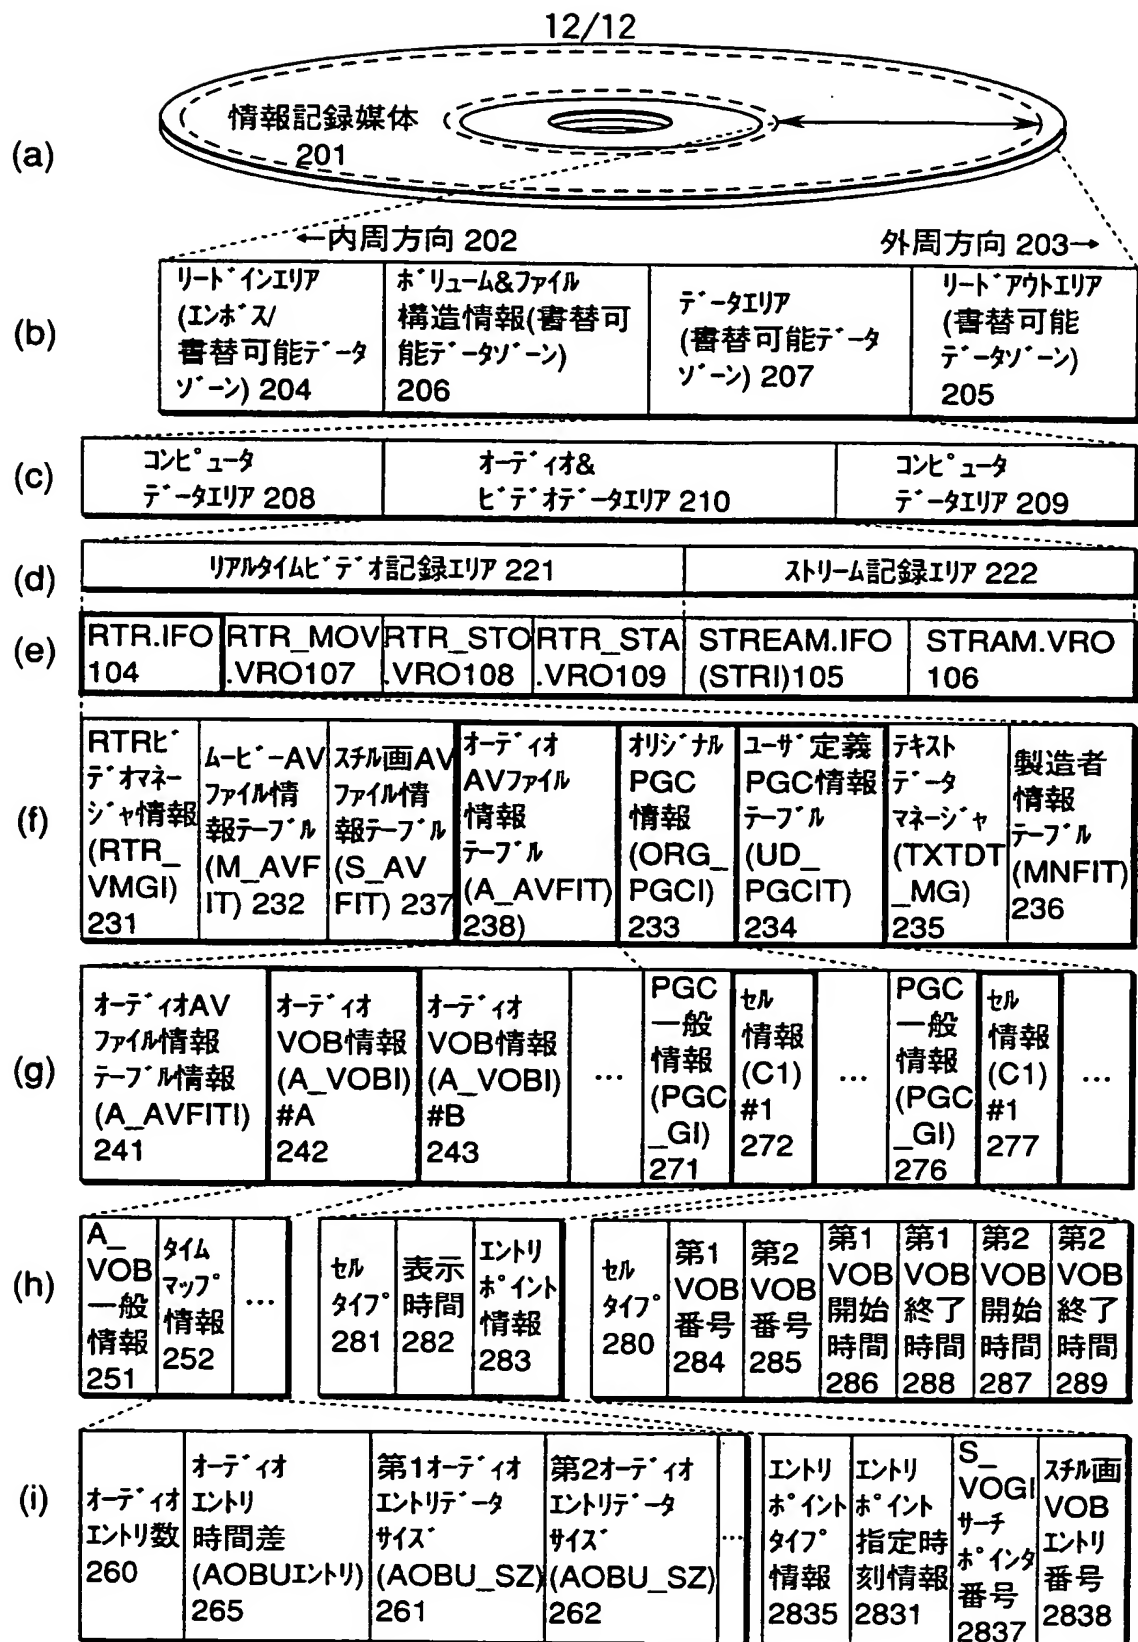 12/12
(a)
情報記録媒体
201
←内周方向 202
外周方向 203→
(b)
リードインエリア
(エンボス/
書替可能データ
ゾーン) 204
ボリューム&ファイル
構造情報(書替可
能データゾーン)
206
データエリア
(書替可能データ
ゾーン) 207
リードアウトエリア
(書替可能
データゾーン)
205
(c)
コンピュータ
データエリア 208
オーディオ&
ビデオデータエリア 210
コンピュータ
データエリア 209
(d)
リアルタイムビデオ記録エリア 221
ストリーム記録エリア 222
(e)
RTR.IFO
104
RTR_MOV
.VRO107
RTR_STO
.VRO108
RTR_STA
.VRO109
STREAM.IFO
(STRI)105
STRAM.VRO
106
(f)
RTRビ
デオマネー
ジャ情報
(RTR_
VMGI)
231
ムービーAV
ファイル情
報テーブル
(M_AVF
IT) 232
スチル画AV
ファイル情
報テーブル
(S_AV
FIT) 237
オーディオ
AVファイル
情報
テーブル
(A_AVFIT)
238)
オリジナル
PGC
情報
(ORG_
PGCI)
233
ユーザ定義
PGC情報
テーブル
(UD_
PGCIT)
234
テキスト
データ
マネージャ
(TXTDT
_MG)
235
製造者
情報
テーブル
(MNFIT)
236
(g)
オーディオAV
ファイル情報
テーブル情報
(A_AVFITI)
241
オーディオ
VOB情報
(A_VOBI)
#A
242
オーディオ
VOB情報
(A_VOBI)
#B
243
…
PGC
一般
情報
(PGC
_GI)
271
セル
情報
(C1)
#1
272
…
PGC
一般
情報
(PGC
_GI)
276
セル
情報
(C1)
#1
277
…
(h)
A_
VOB
一般
情報
251
タイム
マップ
情報
252
…
セル
タイプ
281
表示
時間
282
エントリ
ポイント
情報
283
セル
タイプ
280
第1
VOB
番号
284
第2
VOB
番号
285
第1
VOB
開始
時間
286
第1
VOB
終了
時間
288
第2
VOB
開始
時間
287
第2
VOB
終了
時間
289
(i)
オーディオ
エントリ数
260
オーディオ
エントリ
時間差
(AOBUエントリ)
265
第1オーディオ
エントリデータ
サイズ
(AOBU_SZ)
261
第2オーディオ
エントリデータ
サイズ
(AOBU_SZ)
262
…
エントリ
ポイント
タイプ
情報
2835
エントリ
ポイント
指定時
刻情報
2831
S_
VOGI
サーチ
ポインタ
番号
2837
スチル画
VOB
エントリ
番号
2838